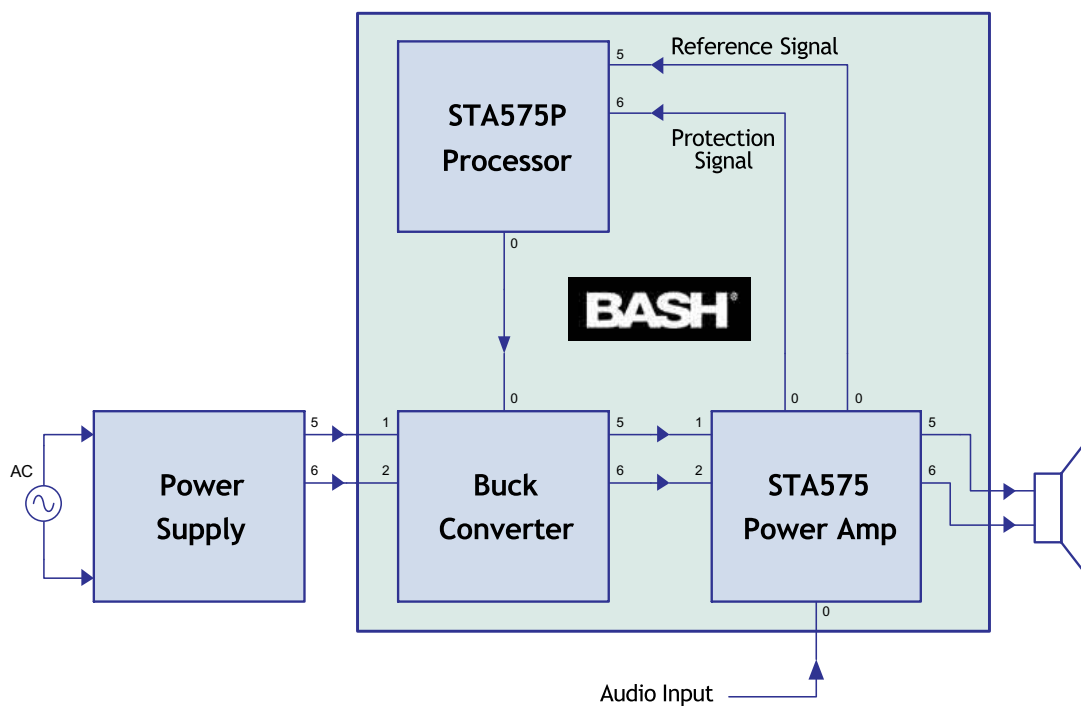 5
Reference Signal
6
STA575P
Processor
Protection
Signal
0
BASH®
0
0
0
5
1
5
1
5
AC
6
2
6
2
6
Power
Supply
Buck
Converter
STA575
Power Amp
0
Audio Input